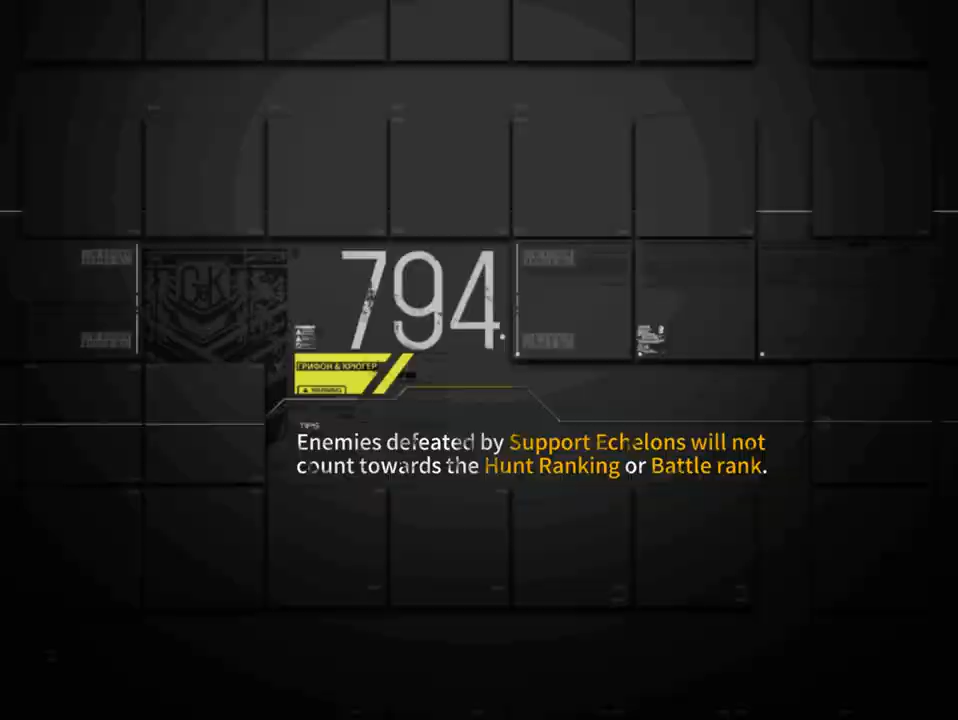 G&K
794.
ГРИФОН & КРЮГЕР
WARNING
TIPS
Enemies defeated by Support Echelons will not
count towards the Hunt Ranking or Battle rank.